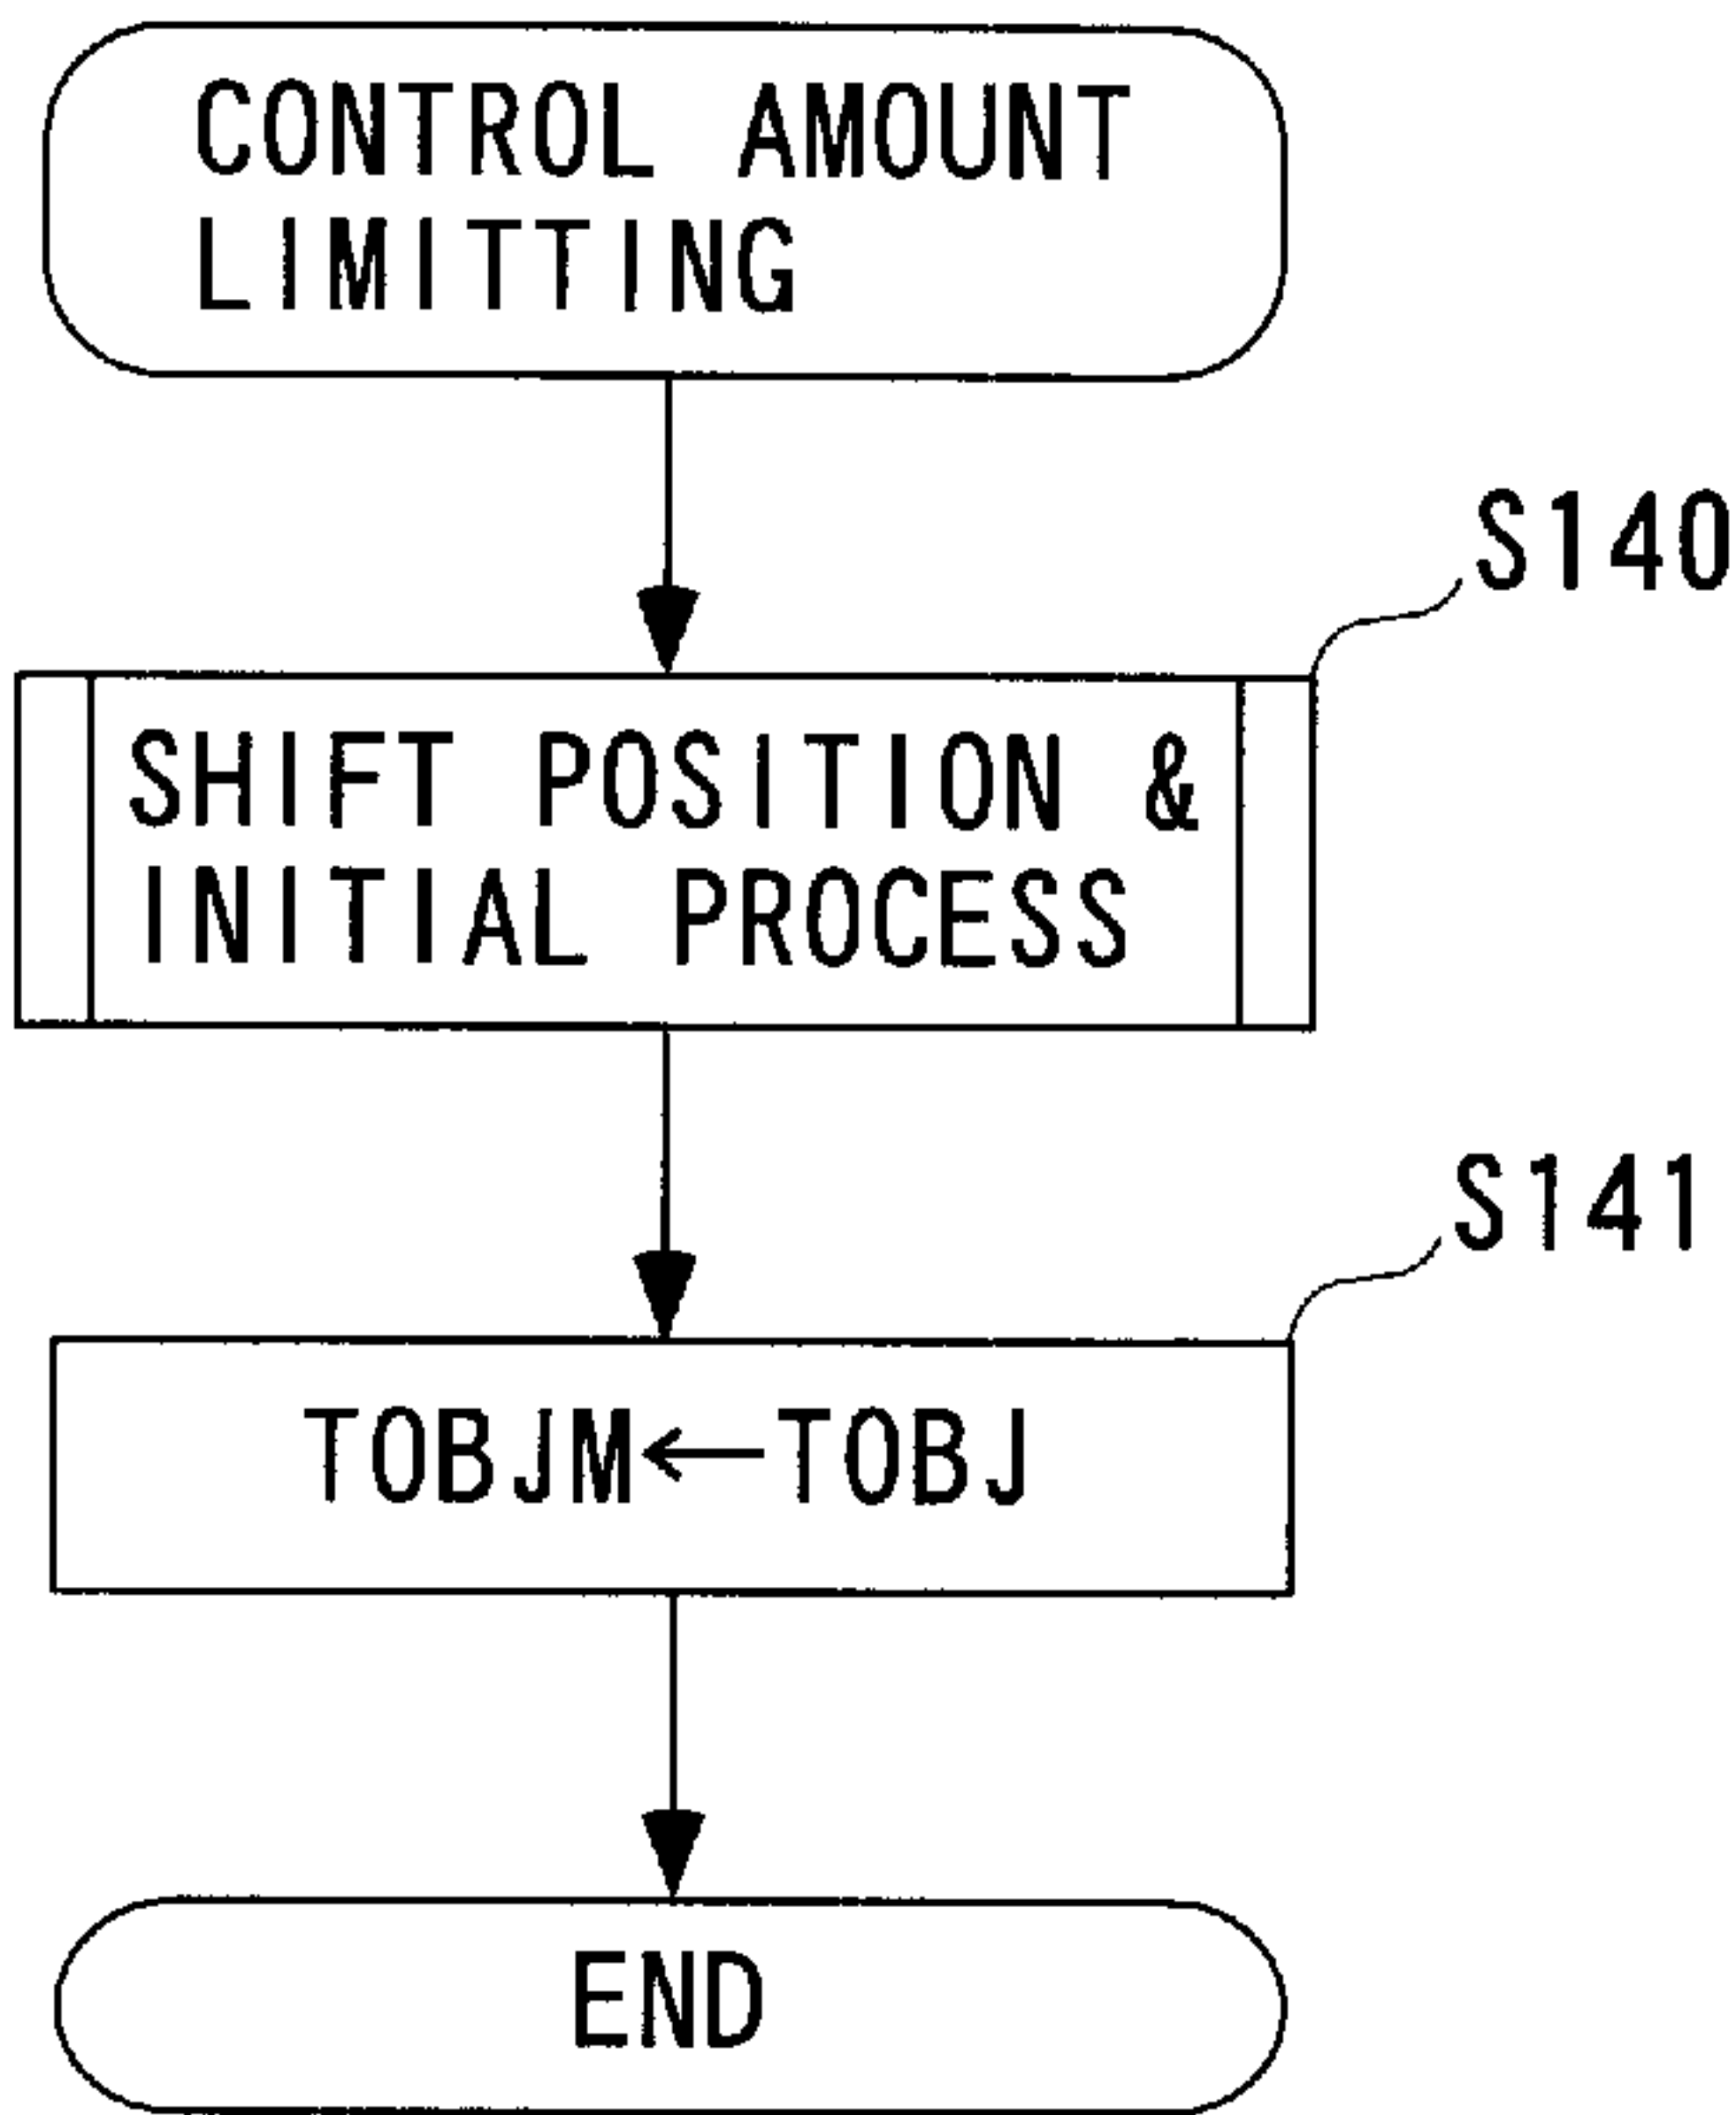 CONTROL AMOUNT
LIMITTING
S140
SHIFT POSITION &
INITIAL PROCESS
S141
TOBJM←TOBJ
END